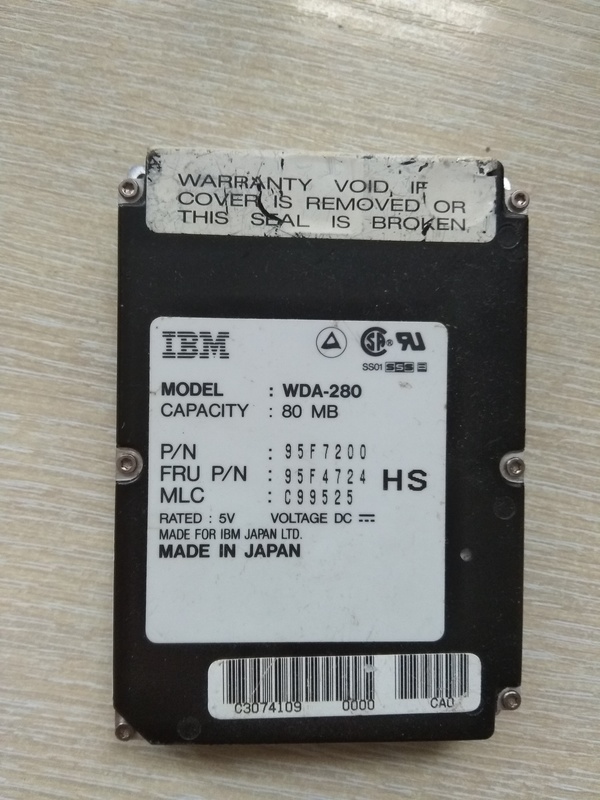 WARRANTY VOID, IF
COVER IS REMOVED OR
THIS SEAL IS BROKEN.
IBM
SS01
MODEL : WDA-280
CAPACITY : 80 MB
P/N : 95F7200
FRU P/N : 95F4724
HS
MLC : C99525
RATED : 5V VOLTAGE DC
MADE FOR IBM JAPAN LTD.
MADE IN JAPAN
C3074109 0000 CAU